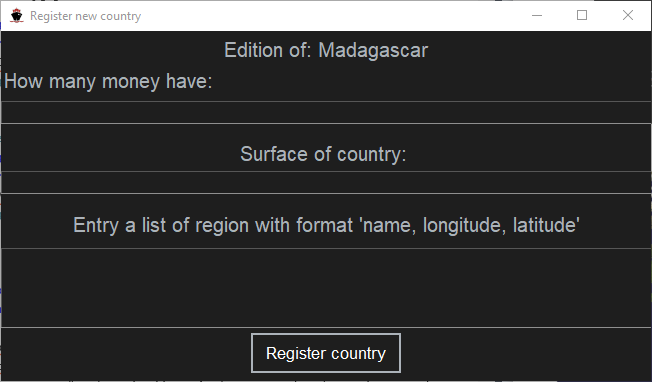 Register new country
Edition of: Madagascar
How many money have:
Surface of country:
Entry a list of region with format 'name, longitude, latitude'
Register country